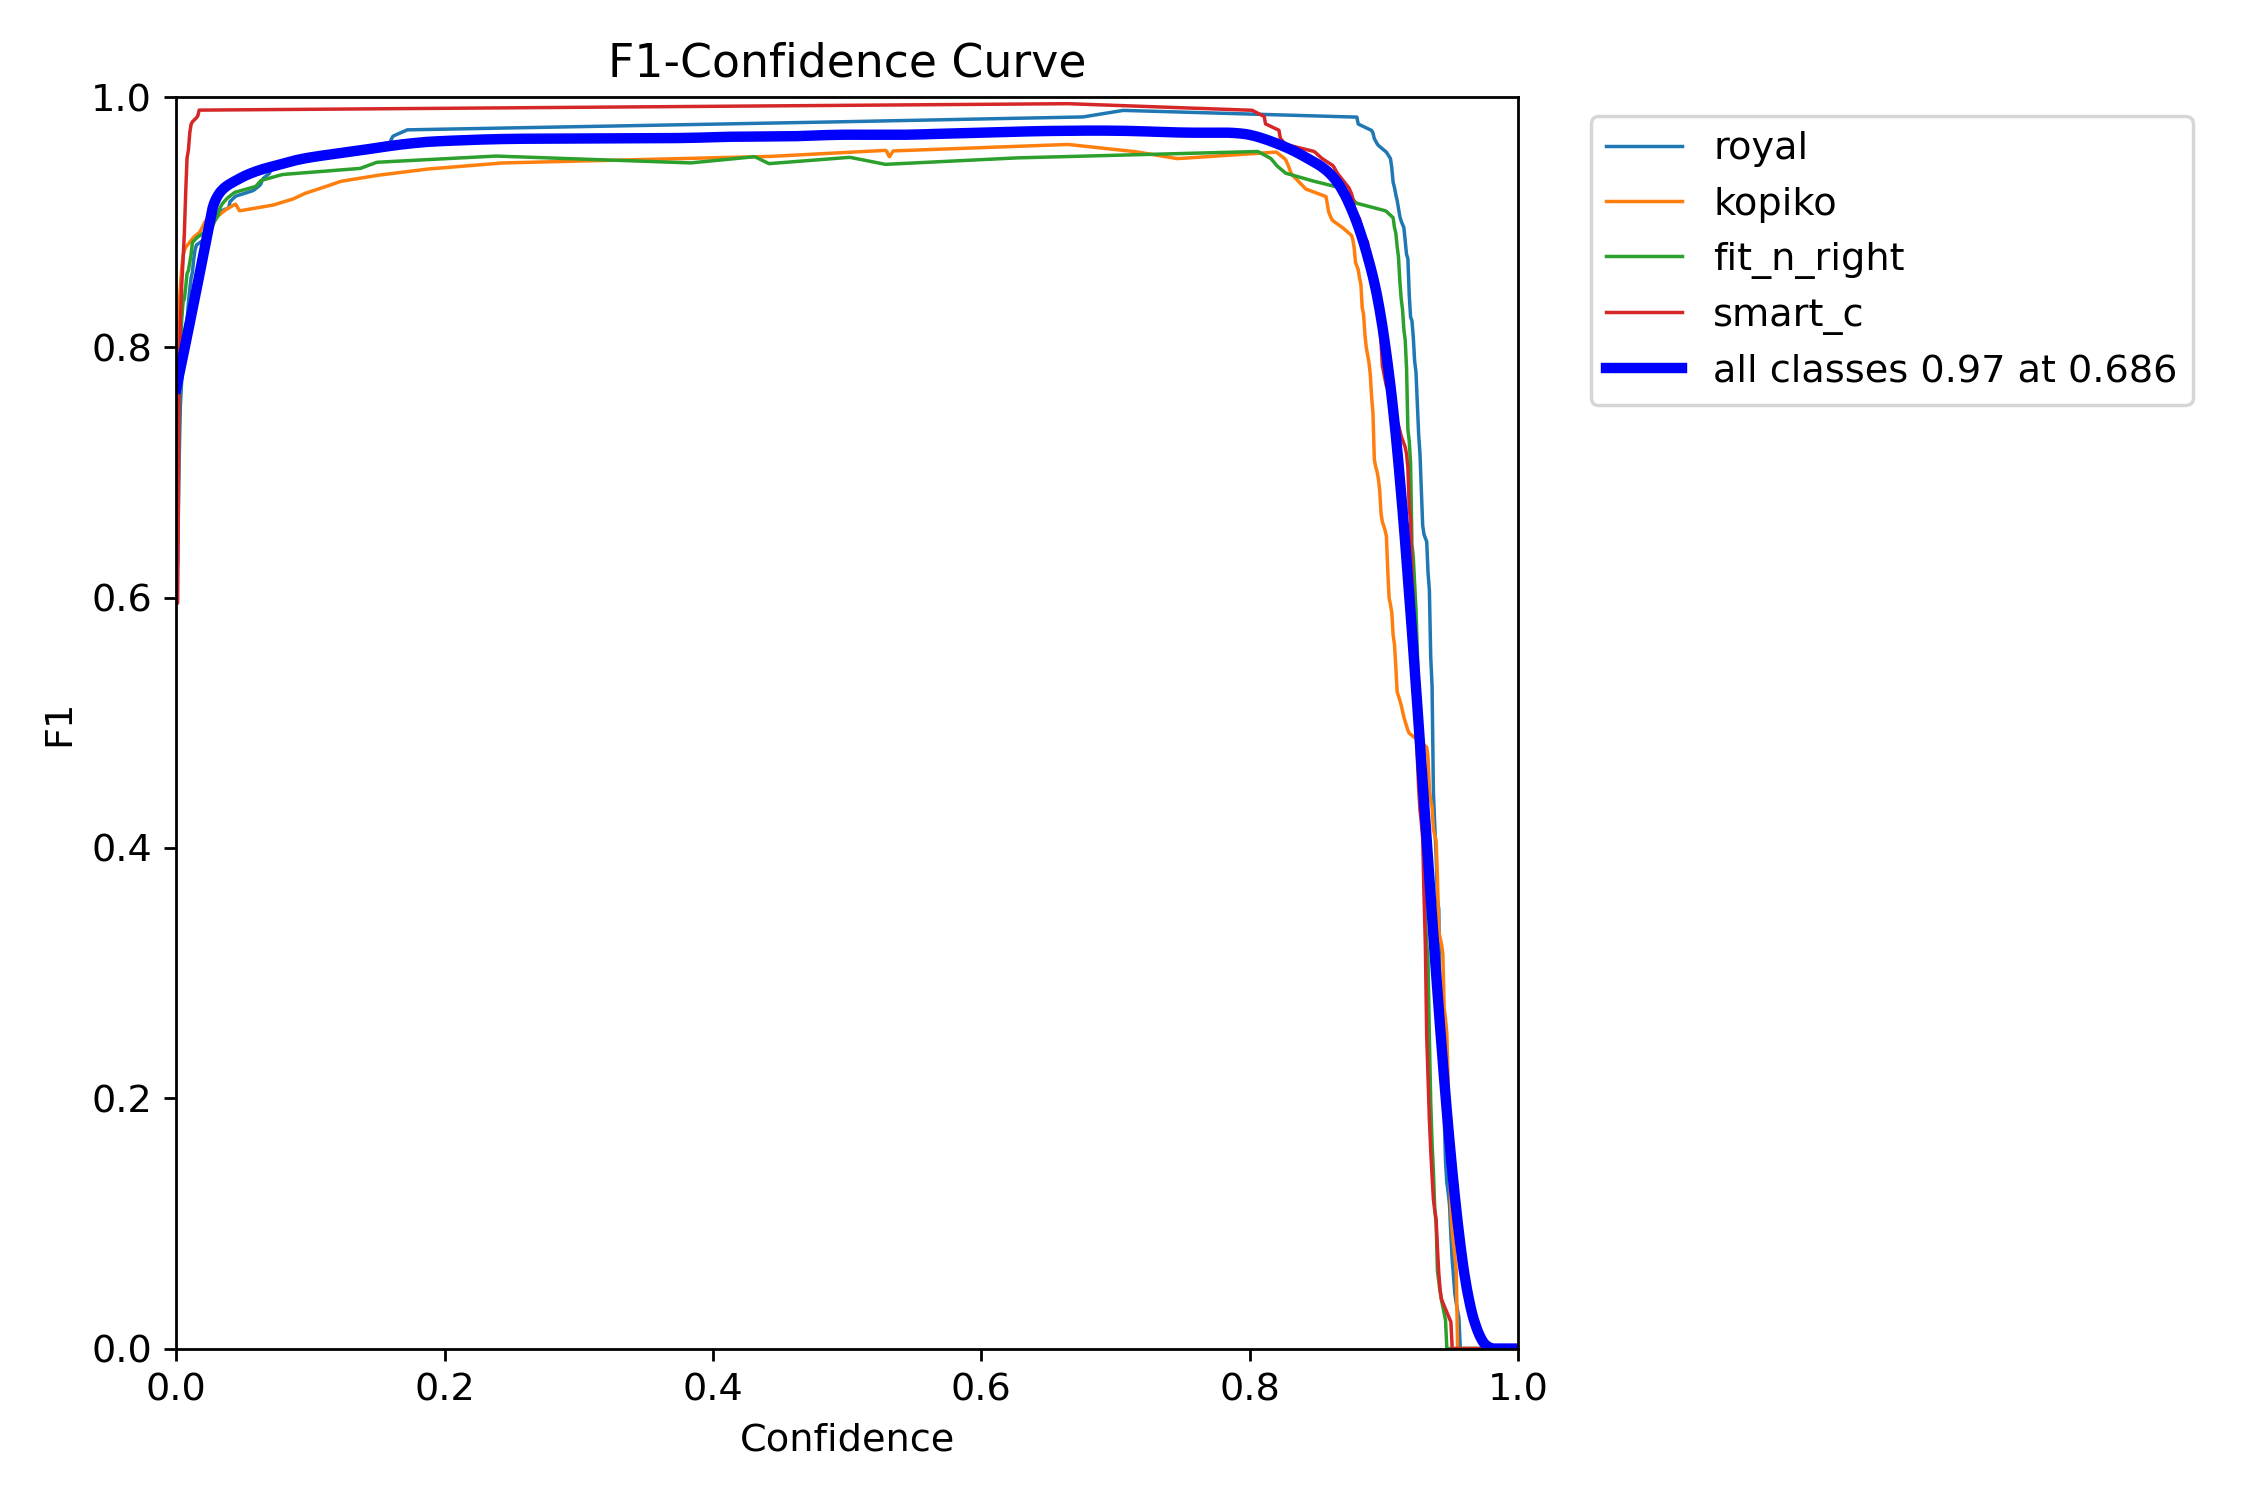 F1-Confidence Curve
1.0
0.8
0.6
0.4
0.2
0.0
F1
0.0 0.2 0.4 0.6 0.8 1.0
Confidence
royal
kopiko
fit_n_right
smart_c
all classes 0.97 at 0.686